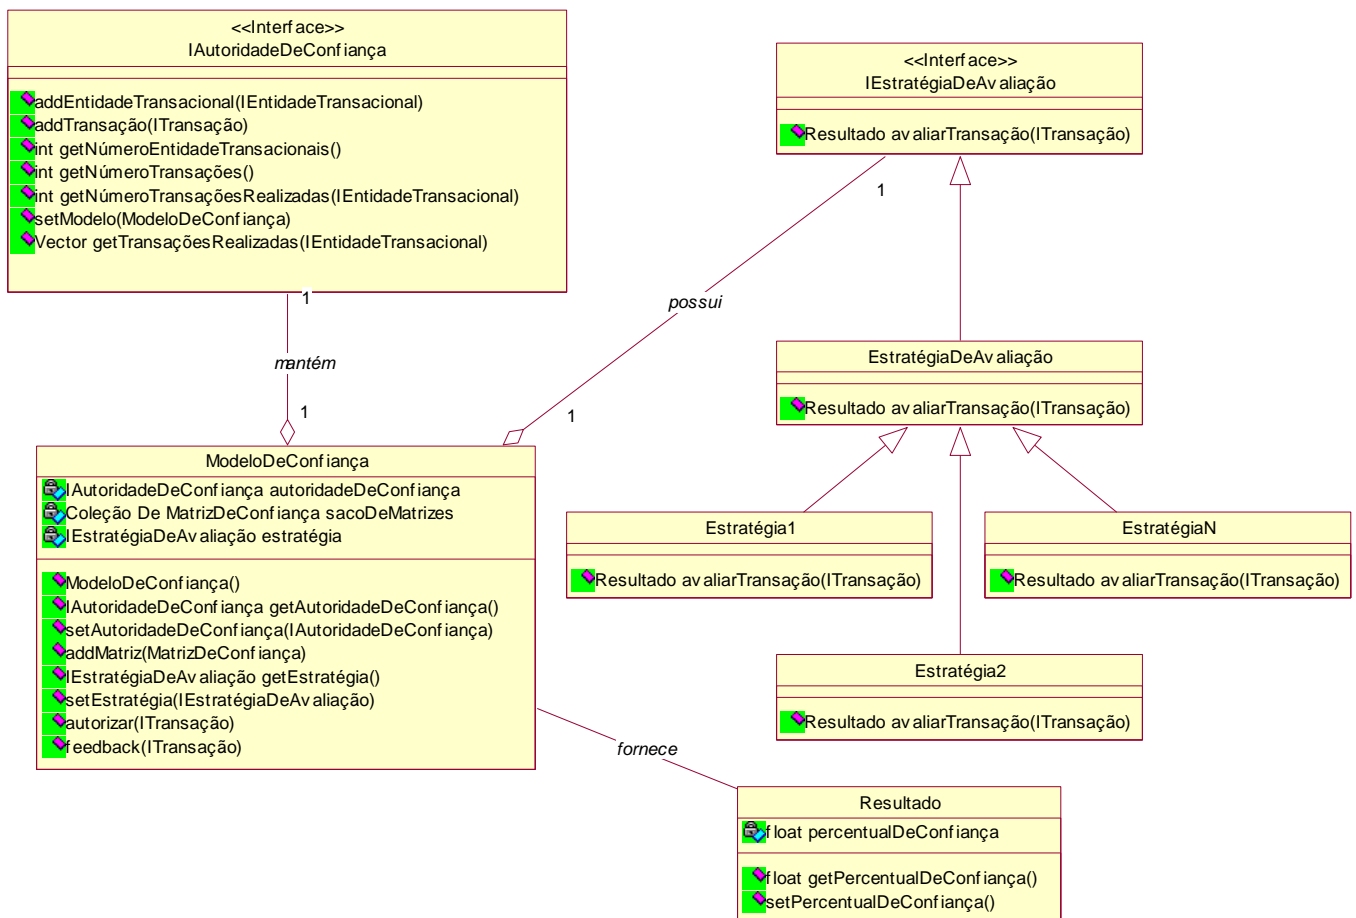 <<Interface>>
IAutoridadeDeConfiança
addEntidadeTransacional(IEntidadeTransacional)
addTransação(ITransação)
int getNúmeroEntidadeTransacionais()
int getNúmeroTransações()
int getNúmeroTransaçõesRealizadas(IEntidadeTransacional)
setModelo(ModeloDeConfiança)
Vector getTransaçõesRealizadas(IEntidadeTransacional)
<<Interface>>
IEstratégiaDeAvaliação
Resultado avaliarTransação(ITransação)
1
1
possui
mantém
1
1
EstratégiaDeAvaliação
Resultado avaliarTransação(ITransação)
ModeloDeConfiança
IAutoridadeDeConfiança autoridadeDeConfiança
Coleção De MatrizDeConfiança sacoDeMatrizes
IEstratégiaDeAvaliação estratégia
ModeloDeConfiança()
IAutoridadeDeConfiança getAutoridadeDeConfiança()
setAutoridadeDeConfiança(IAutoridadeDeConfiança)
addMatriz(MatrizDeConfiança)
IEstratégiaDeAvaliação getEstratégia()
setEstratégia(IEstratégiaDeAvaliação)
autorizar(ITransação)
feedback(ITransação)
Estratégia1
Resultado avaliarTransação(ITransação)
EstratégiaN
Resultado avaliarTransação(ITransação)
Estratégia2
Resultado avaliarTransação(ITransação)
fornece
Resultado
float percentualDeConfiança
float getPercentualDeConfiança()
setPercentualDeConfiança()